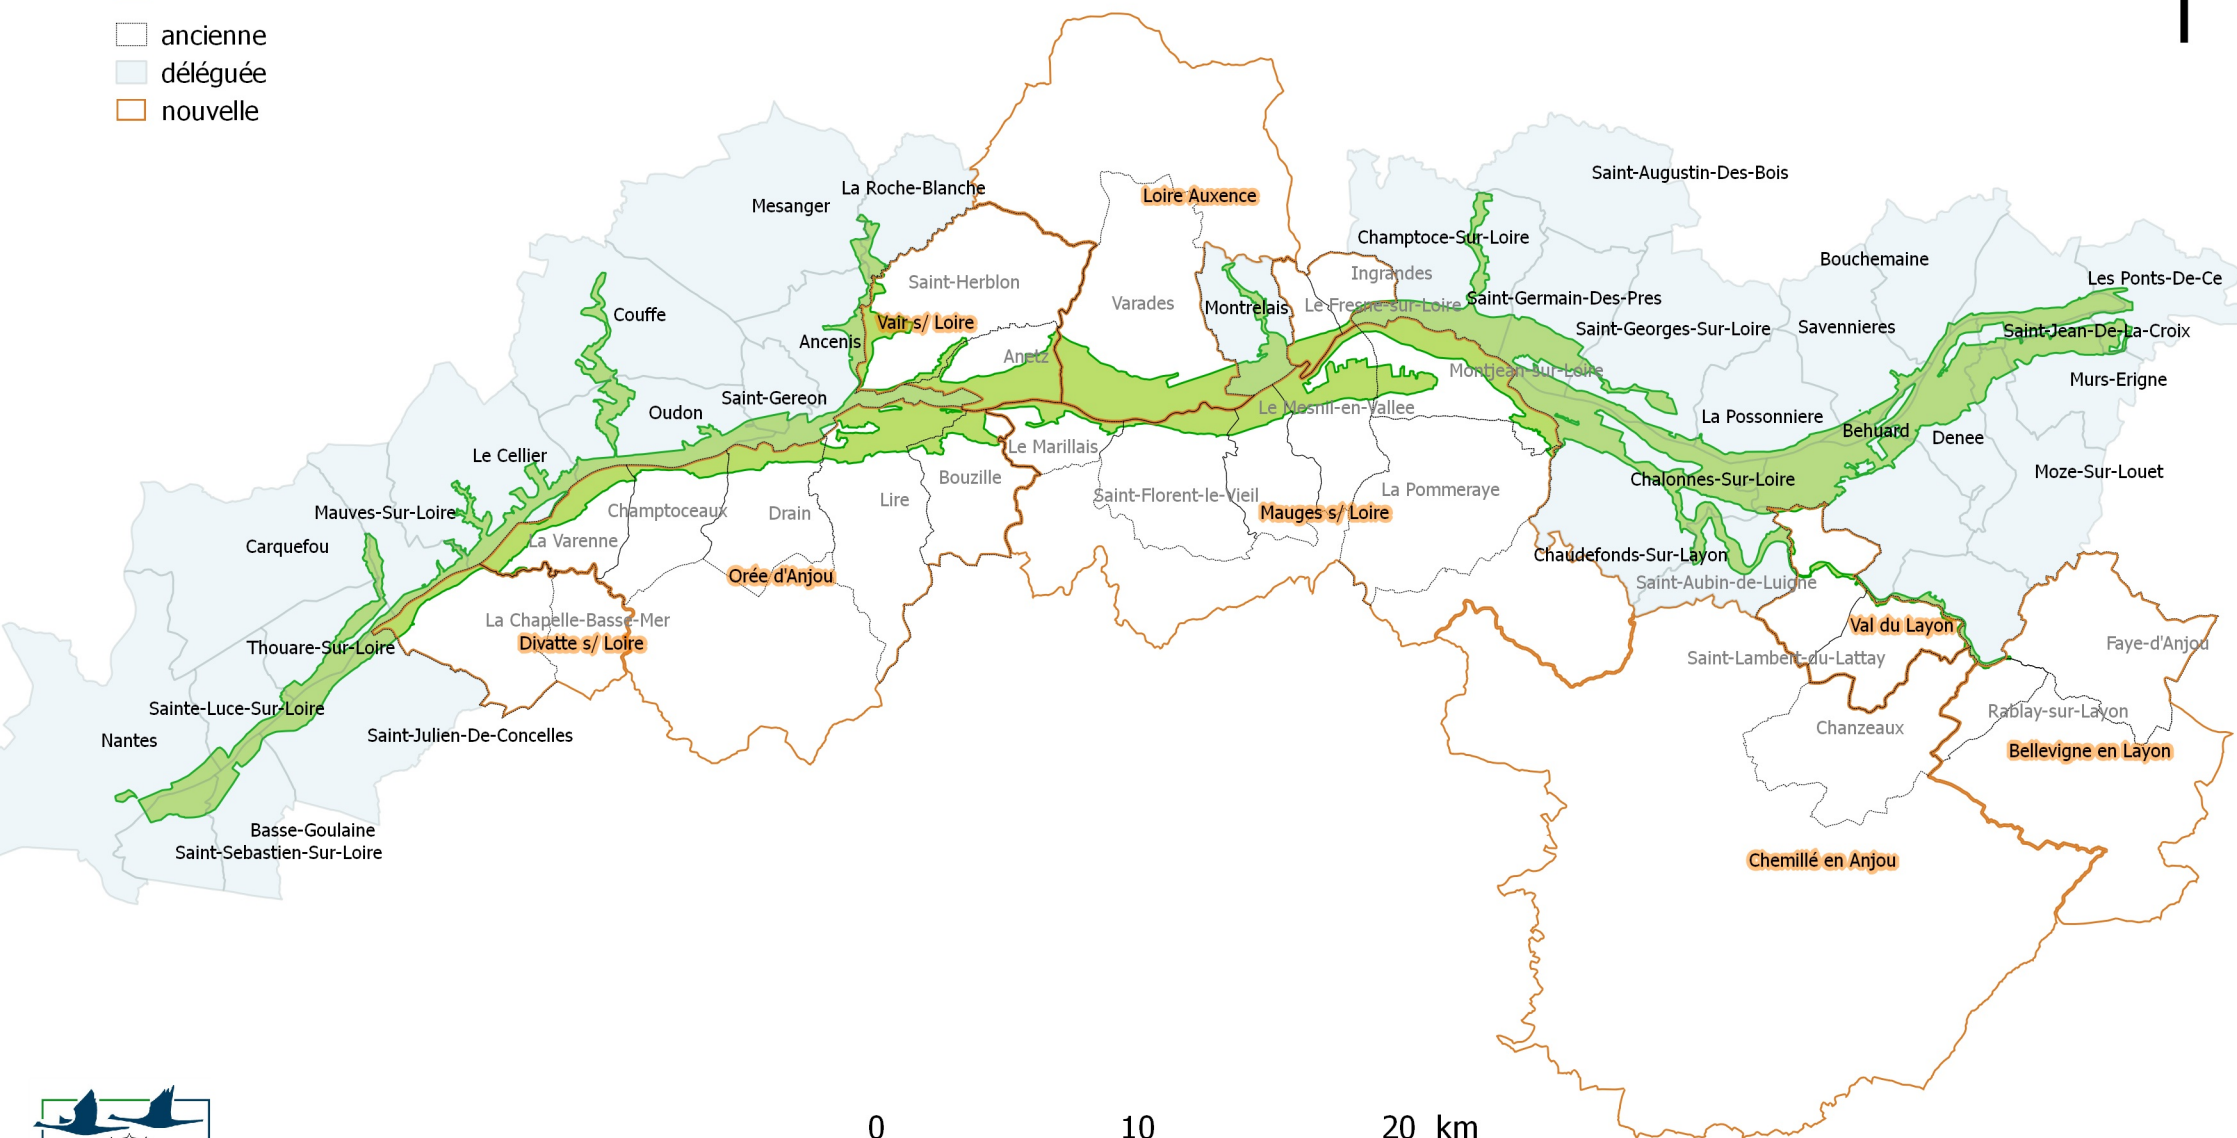 ancienne
déléguée
nouvelle
Saint-Augustin-Des-Bois
La Roche-Blanche
Loire Auxence
Mesanger
Champtoce-Sur-Loire
Bouchemaine
Ingrandes
Les Ponts-De-Ce
Saint-Herblon
Saint-Germain-Des-Pres
Varades
Montrelais
Le Fresne-sur-Loire
Couffe
Vair s/ Loire
Saint-Georges-Sur-Loire
Savennieres
Saint-Jean-De-La-Croix
Ancenis
Anetz
Montjean-sur-Loire
Murs-Erigne
Saint-Gereon
Le Mesnil-en-Vallee
Oudon
La Possonniere
Behuard
Denee
Le Marillais
Le Cellier
Moze-Sur-Louet
Bouzille
Chalonnes-Sur-Loire
La Pommeraye
Saint-Florent-le-Vieil
Lire
Champtoceaux
Drain
Mauves-Sur-Loire
Mauges s/ Loire
La Varenne
Carquefou
Chaudefonds-Sur-Layon
Orée d'Anjou
Saint-Aubin-de-Luigne
La Chapelle-Basse-Mer
Val du Layon
Divatte s/ Loire
Faye-d'Anjou
Thouare-Sur-Loire
Saint-Lambert-du-Lattay
Sainte-Luce-Sur-Loire
Rablay-sur-Layon
Chanzeaux
Saint-Julien-De-Concelles
Nantes
Bellevigne en Layon
Basse-Goulaine
Saint-Sebastien-Sur-Loire
Chemillé en Anjou
0 10 20 km